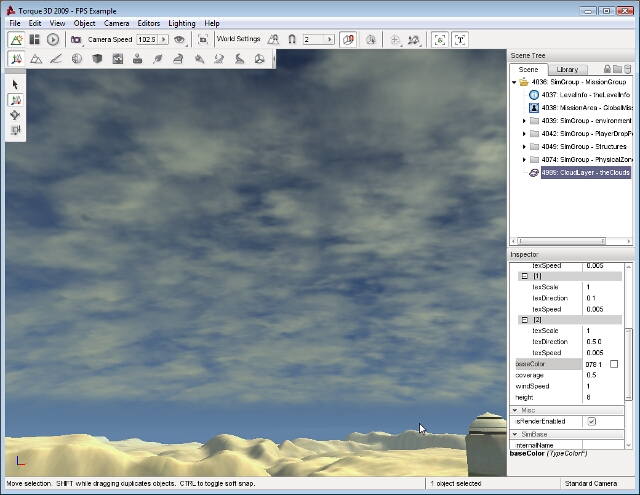 Torque 3D 2009 - FPS Example
File Edit View Object Camera Editors Lighting Help
Camera Speed 102.5 World Settings 2
Scene Tree
Scene Library
4036: SimGroup - MissionGroup
4037: LevelInfo - theLevelInfo
4038: MissionArea - GlobalMiss
4039: SimGroup - environment
4042: SimGroup - PlayerDropPo
4049: SimGroup - Structures
4074: SimGroup - PhysicalZone
4989: CloudLayer - theClouds
Inspector
texSpeed 0.005
[1]
texScale 1
texDirection 0 1
texSpeed 0.005
[2]
texScale 1
texDirection 0.5 0
texSpeed 0.005
baseColor 078 1
coverage 0.5
windSpeed 1
height 8
Misc
isRenderEnabled
SimBase
internalName
baseColor (TypeColorF)
Move selection. SHIFT while dragging duplicates objects. CTRL to toggle soft snap. 1 object selected Standard Camera